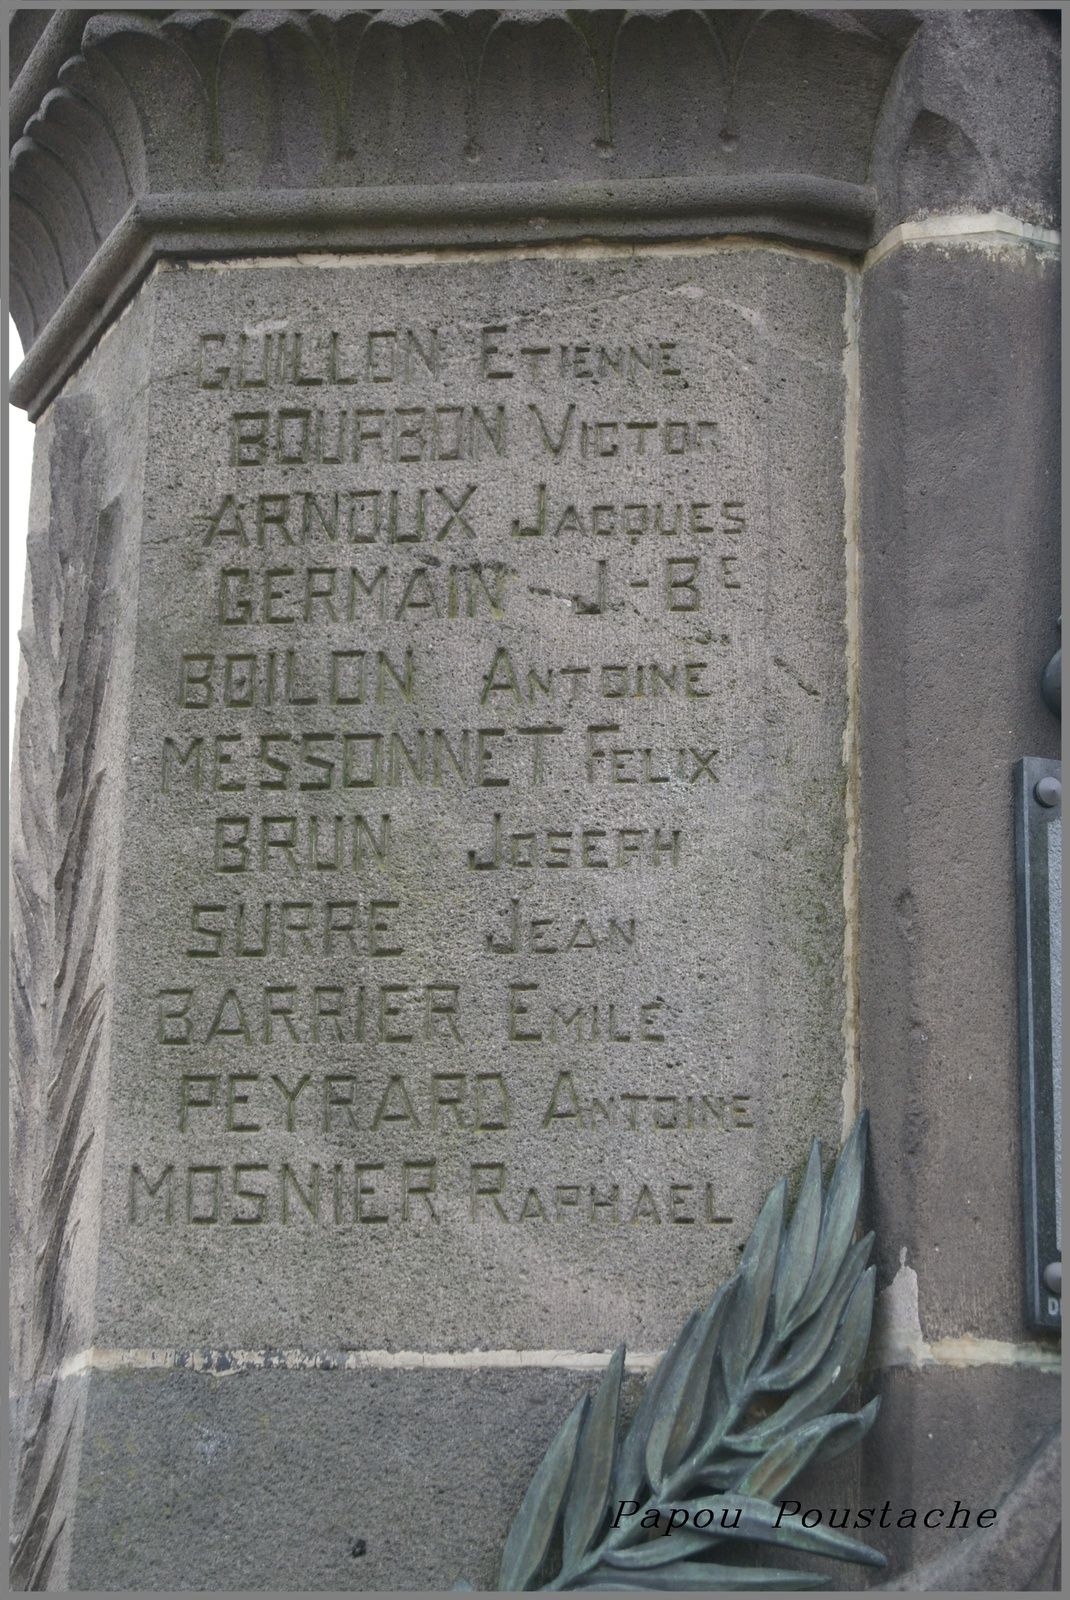 GUILLON ETIENNE
BOURBON VICTOR
ARNOUX JACQUES
GERMAIN J-BE
BOILON ANTOINE
MESSONNET FELIX
BRUN JOSEPH
SURRE JEAN
BARRIER EMILE
PEYRARD ANTOINE
MOSNIER RAPHAEL
Papou Poustache